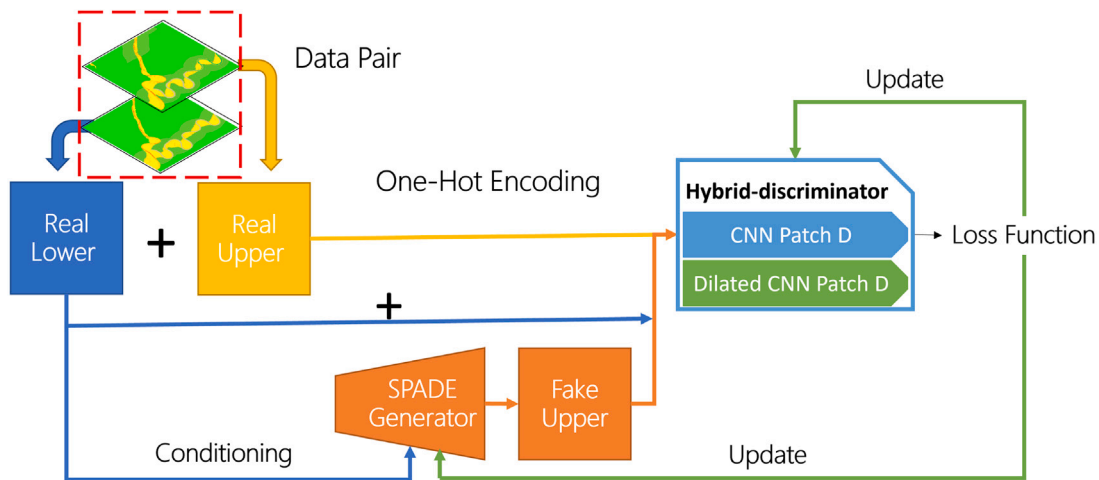 Data Pair
Update
One-Hot Encoding
Hybrid-discriminator
Real
Lower
+
Real
Upper
CNN Patch D
Loss Function
Dilated CNN Patch D
+
SPADE
Generator
Fake
Upper
Conditioning
Update